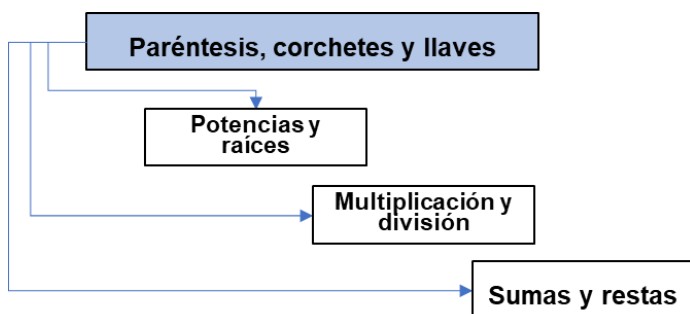 Paréntesis, corchetes y llaves
Potencias y
raíces
Multiplicación y
división
Sumas y restas